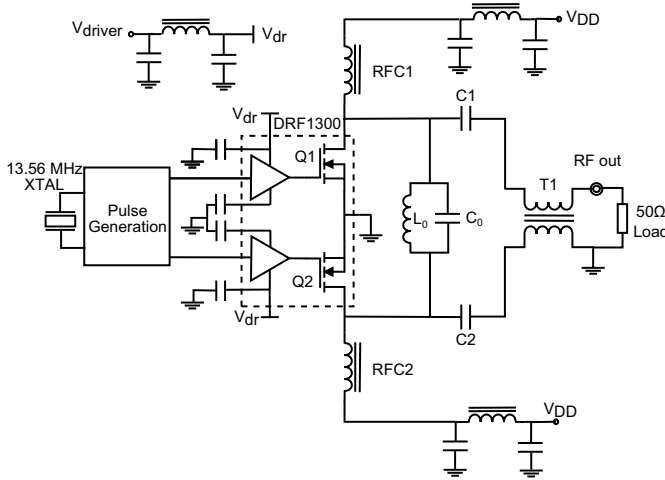 Vdriver
Vdr
VDD
RFC1
C1
Vdr
DRF1300
Q1
13.56 MHz
XTAL
Pulse
Generation
L0
C0
T1
RF out
50Ω
Load
Q2
Vdr
C2
RFC2
VDD